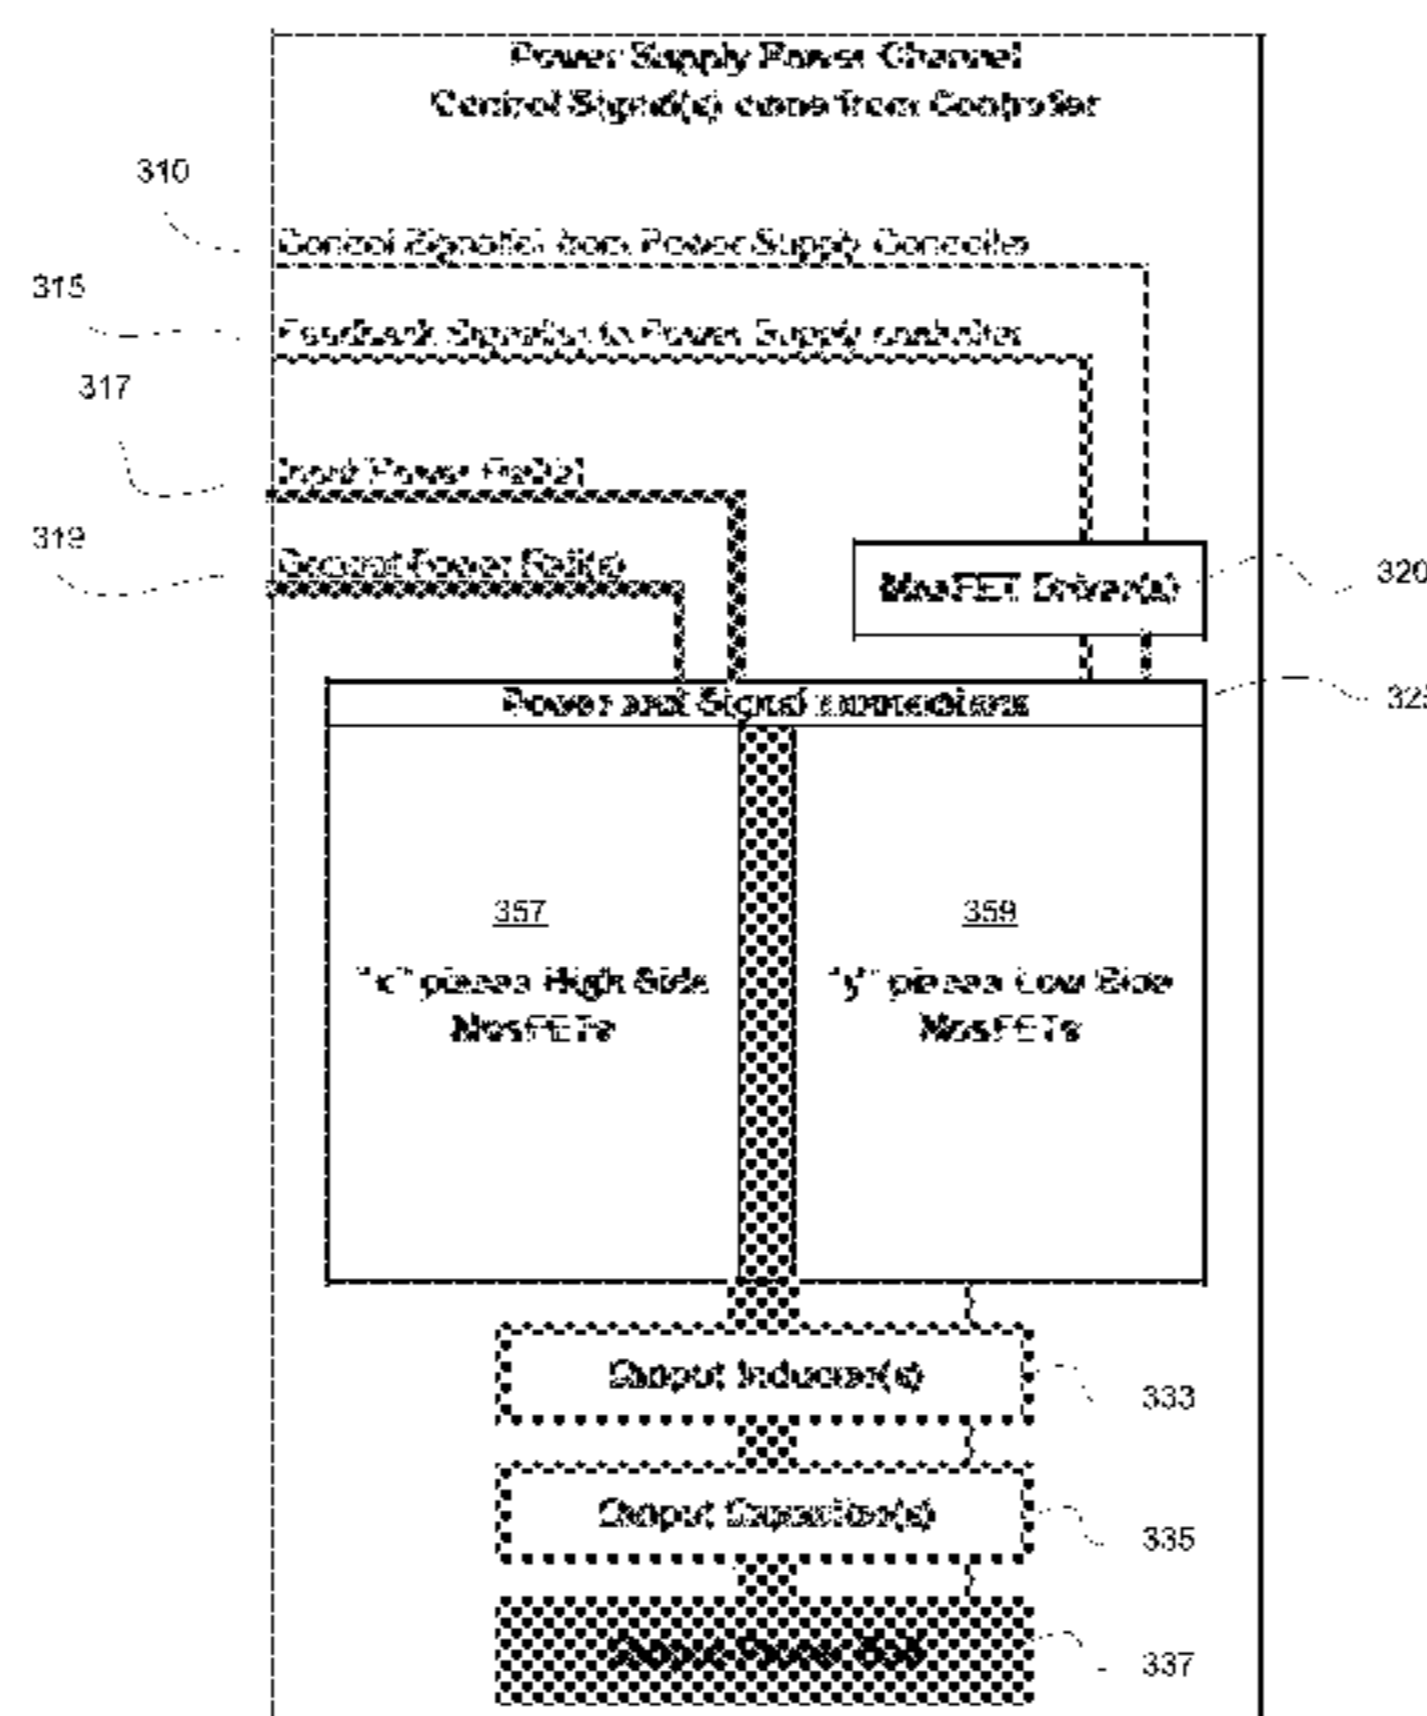 Power Supply Power Channel
Control Signal(s) come from Controller
310
Control Signal(s) from Power Supply Controller
315
Feedback Signal(s) to Power Supply controller
317
Input Power Rail(s)
319
Power Rail(s)
MosFET Driver(s)
320
Power and Signal connections
357
359
"x" pieces High Side
MosFETs
"y" pieces Low Side
MosFETs
Output Inductor(s)
333
Output Capacitor(s)
335
Output Power
337